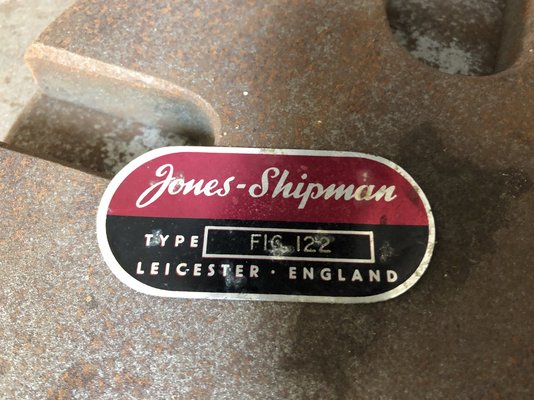 Jones-Shipman
TYPE FIG. 122
LEICESTER · ENGLAND